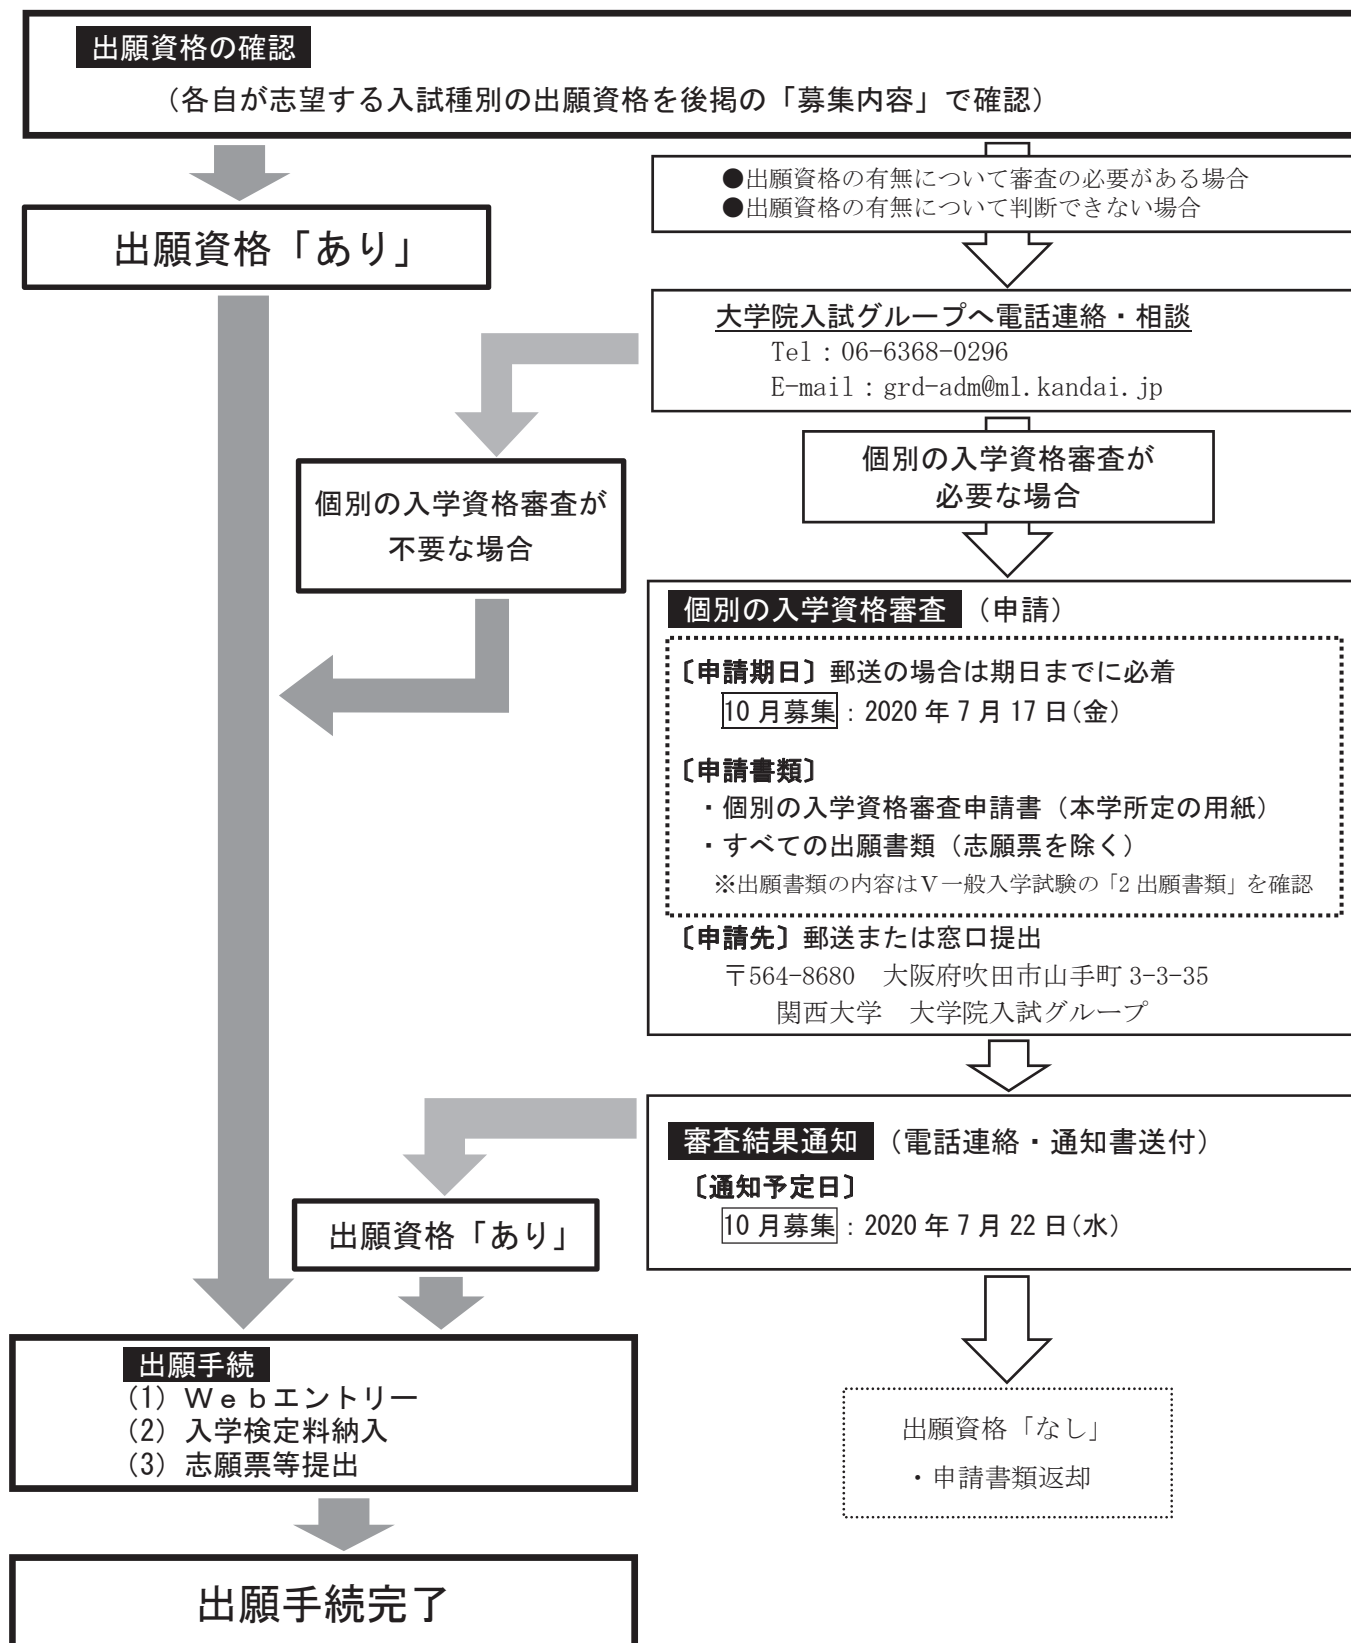 出願資格の確認
（各自が志望する入試種別の出願資格を後掲の「募集内容」で確認）
●出願資格の有無について審査の必要がある場合
●出願資格の有無について判断できない場合
出願資格「あり」
大学院入試グループへ電話連絡・相談
Tel：06-6368-0296
E-mail：grd-adm@ml.kandai.jp
個別の入学資格審査が
必要な場合
個別の入学資格審査が
不要な場合
個別の入学資格審査 （申請）
〔申請期日〕郵送の場合は期日までに必着
10 月募集：2020 年 7 月 17 日（金）
〔申請書類〕
・個別の入学資格審査申請書（本学所定の用紙）
・すべての出願書類（志願票を除く）
※出願書類の内容はⅤ一般入学試験の「2 出願書類」を確認
〔申請先〕郵送または窓口提出
〒564-8680　大阪府吹田市山手町 3-3-35
関西大学　大学院入試グループ
審査結果通知 （電話連絡・通知書送付）
〔通知予定日〕
10 月募集：2020 年 7 月 22 日（水）
出願資格「あり」
出願手続
(1) Ｗｅｂエントリー
(2) 入学検定料納入
(3) 志願票等提出
出願資格「なし」
・申請書類返却
出願手続完了